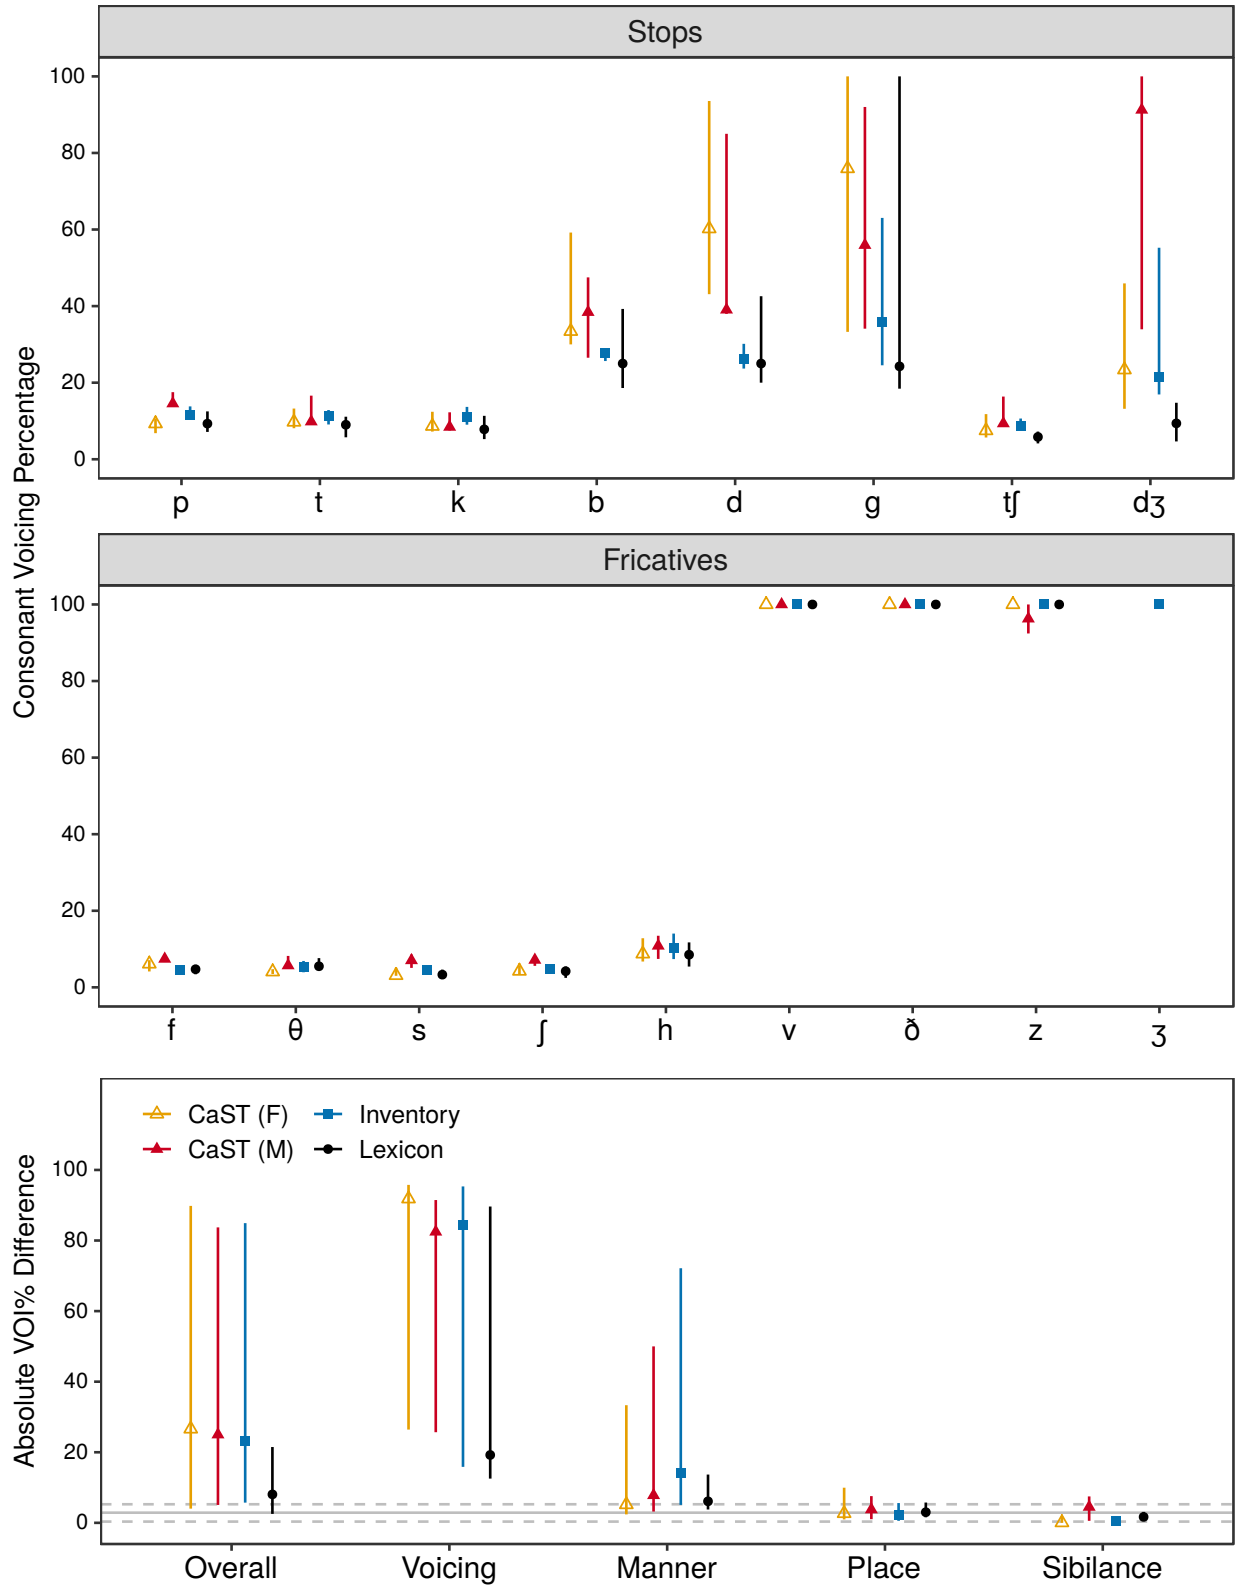 Stops
Consonant Voicing Percentage
100
80
60
40
20
0
p t k b d g tʃ dʒ
Fricatives
100
80
60
40
20
0
f θ s ʃ h v ð z ʒ
Absolute VOI% Difference
CaST (F) Inventory
CaST (M) Lexicon
100
80
60
40
20
0
Overall Voicing Manner Place Sibilance